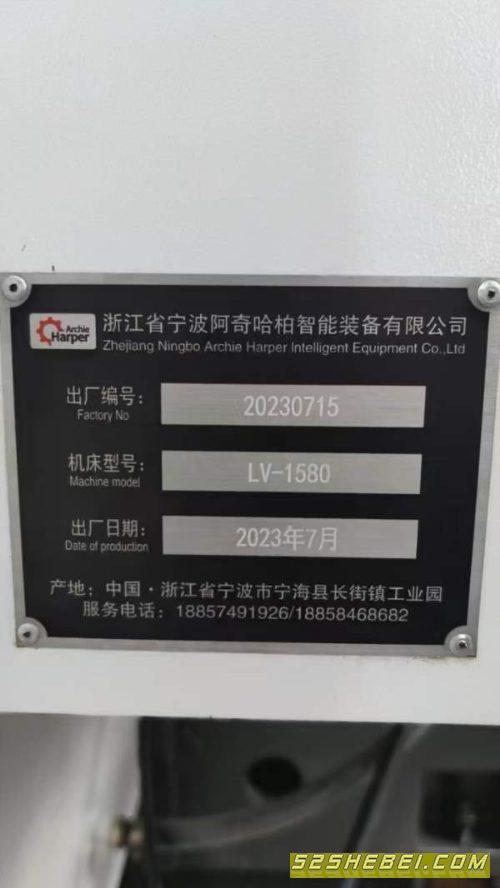 Archie
Harper
浙江省宁波阿奇哈柏智能装备有限公司
Zhejiang Ningbo Archie Harper Intelligent Equipment Co.,Ltd
出厂编号:
Factory No
20230715
机床型号:
Machine model
LV-1580
出厂日期:
Date of production
2023年7月
产地:中国·浙江省宁波市宁海县长街镇工业园
服务电话:18857491926/18858468682
52SHEBEI.COM